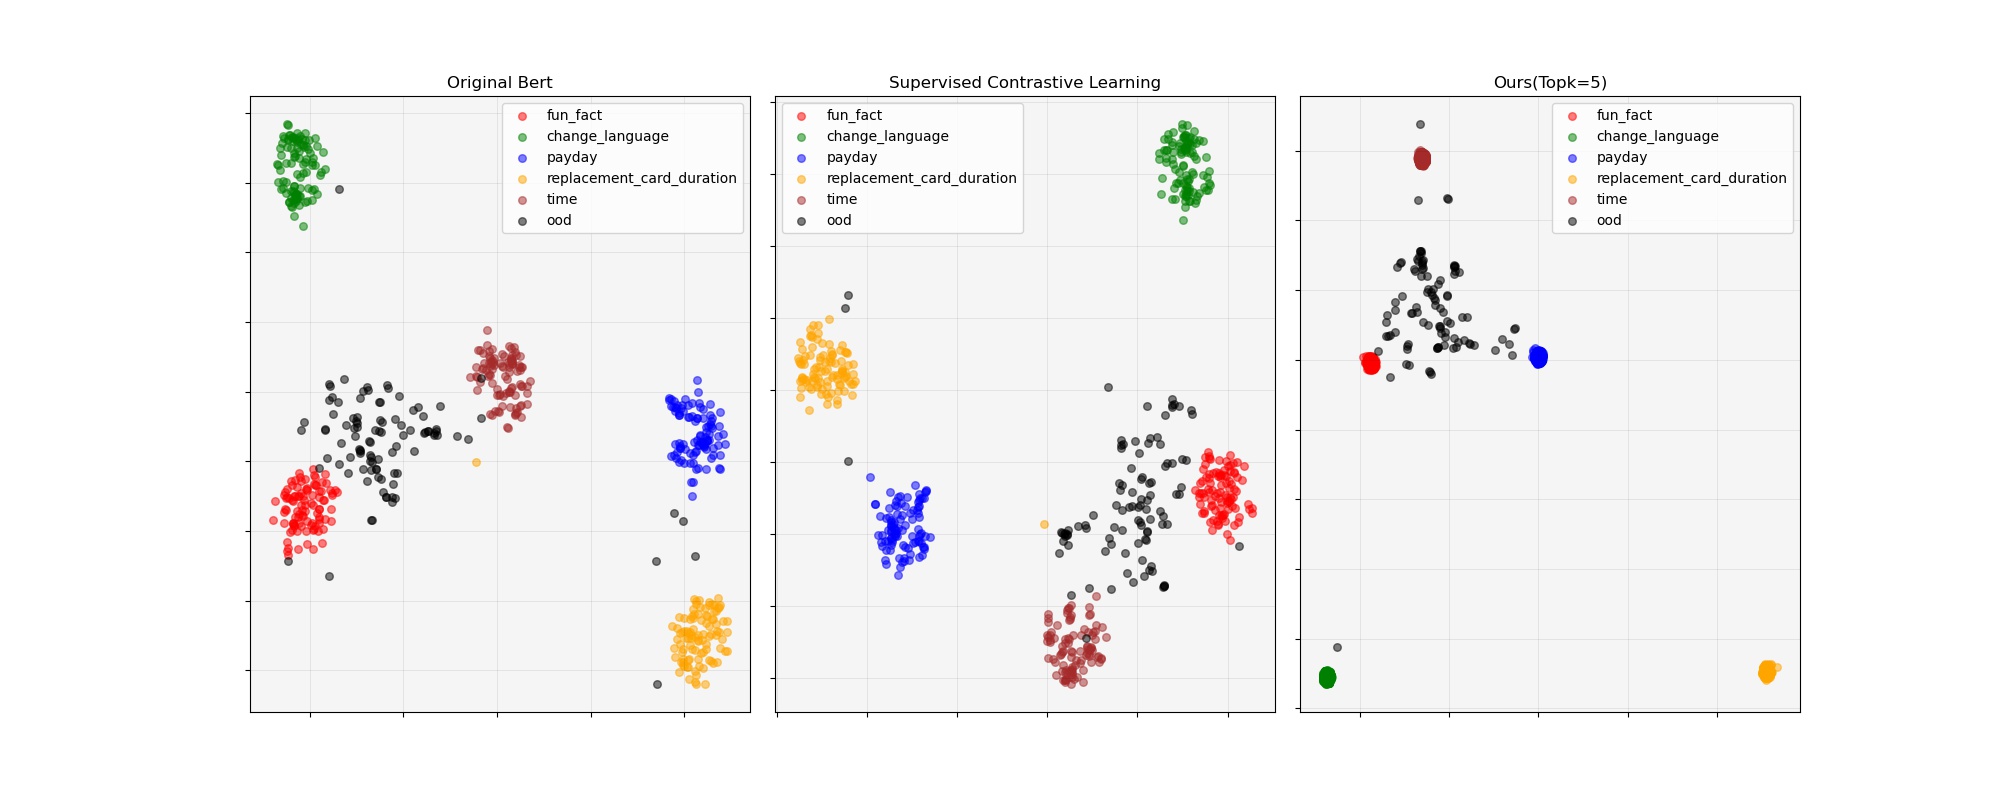 Original Bert
fun_fact
change_language
payday
replacement_card_duration
time
ood
Supervised Contrastive Learning
fun_fact
change_language
payday
replacement_card_duration
time
ood
Ours(Topk=5)
fun_fact
change_language
payday
replacement_card_duration
time
ood